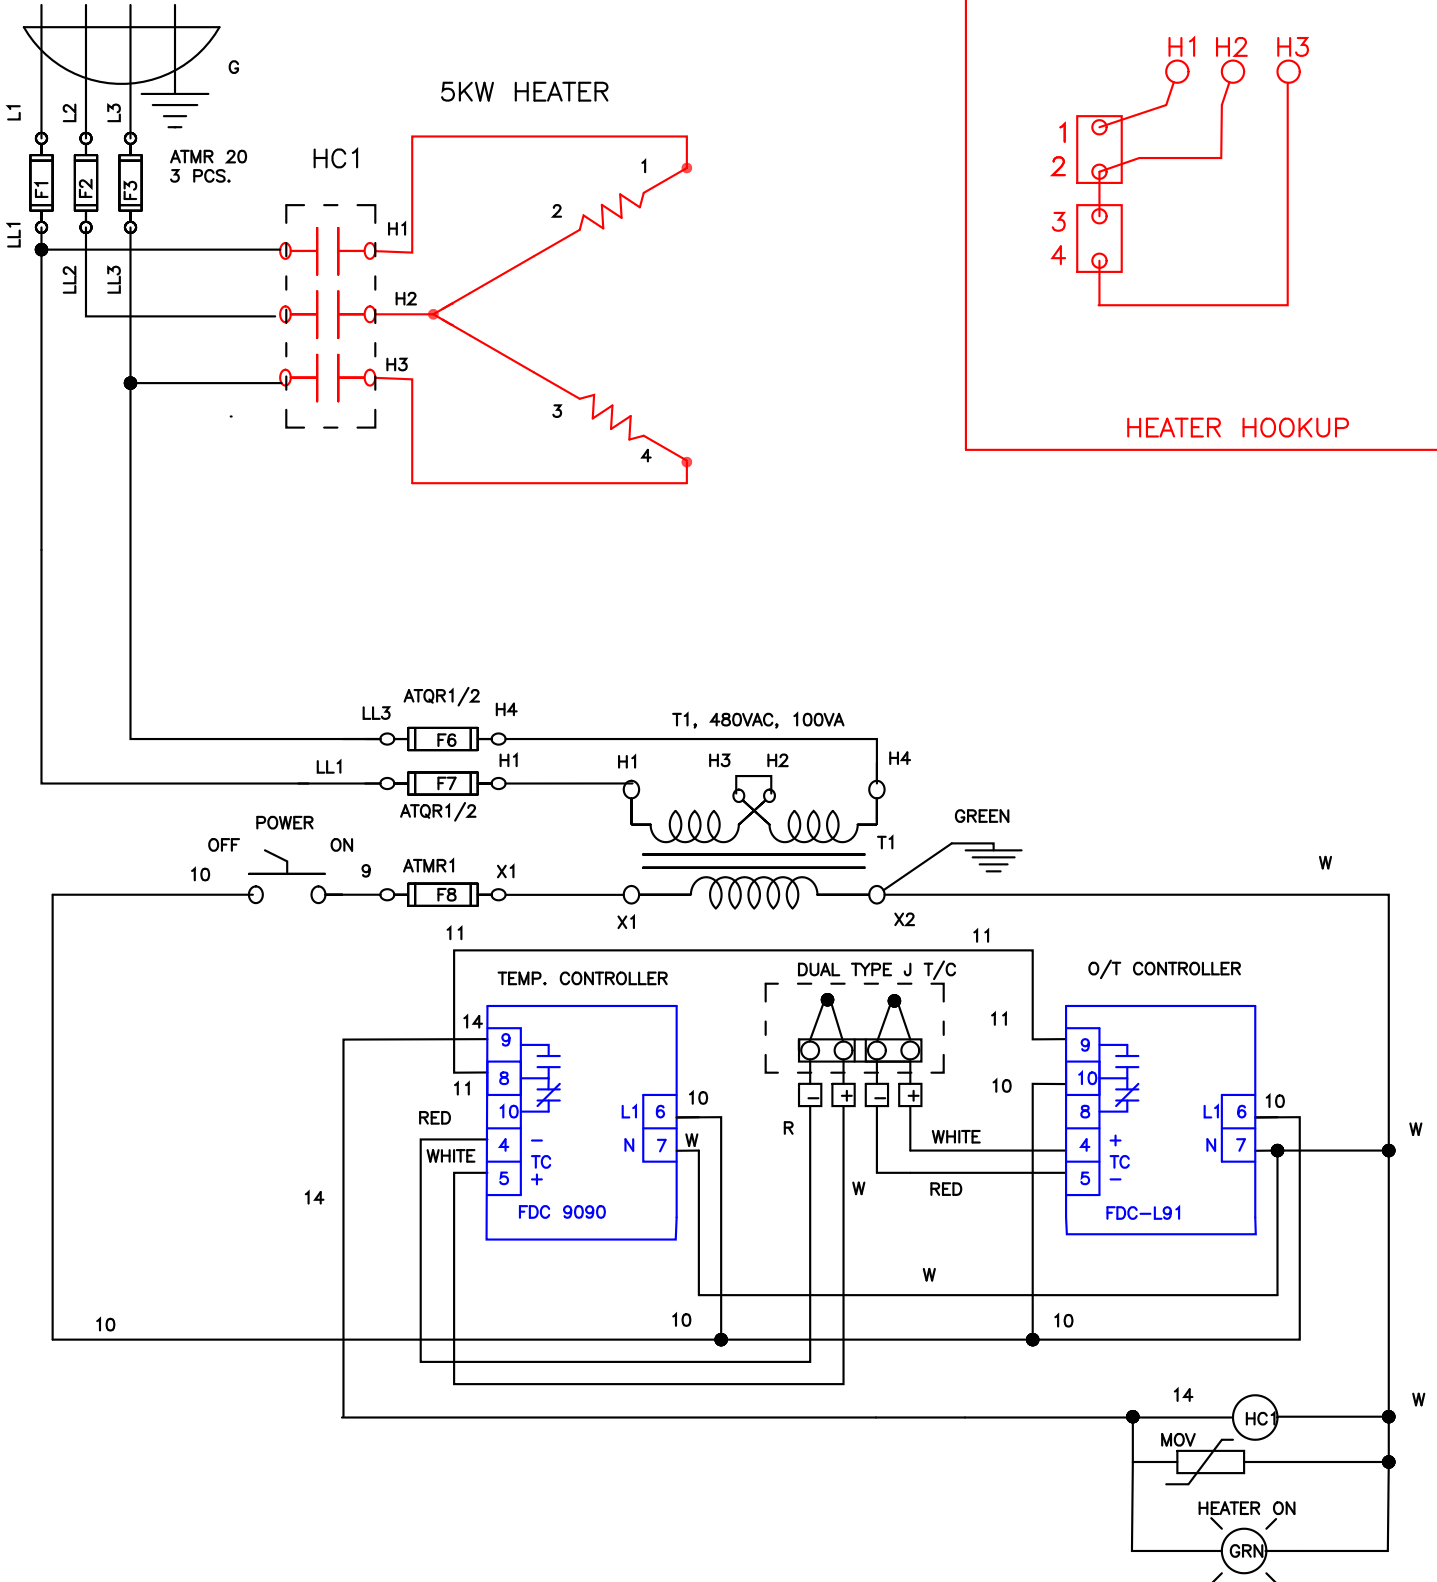 G
L1
L2
L3
ATMR 20
3 PCS.
F1
F2
F3
LL1
LL2
LL3
5KW HEATER
HC1
H1
H2
H3
1
2
3
4
H1 H2 H3
1
2
3
4
HEATER HOOKUP
ATQR1/2
LL3
F6
H4
T1, 480VAC, 100VA
LL1
F7
H1
ATQR1/2
H1
H3
H2
H4
T1
GREEN
POWER
OFF
ON
10
9
ATMR1
F8
X1
X1
X2
W
11
11
TEMP. CONTROLLER
DUAL TYPE J T/C
O/T CONTROLLER
14
9
8
11
10
RED
4
−
WHITE
TC
5
+
FDC 9090
L1
6
10
N
7
W
−
+
−
+
R
W
WHITE
RED
11
9
10
10
8
4
+
TC
5
−
FDC−L91
L1
6
10
N
7
W
14
W
10
10
10
14
HC1
W
MOV
HEATER ON
GRN